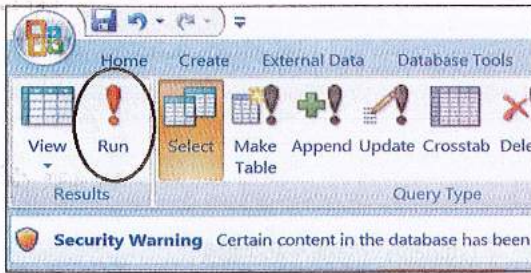 Home Create External Data Database Tools
View Run Select Make Table Append Update Crosstab Dele
Results Query Type
Security Warning Certain content in the database has been